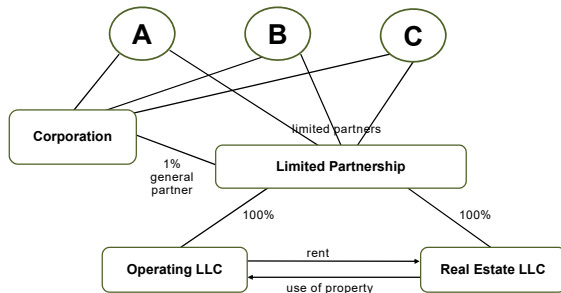 A
B
C
Corporation
limited partners
1%
general
partner
Limited Partnership
100%
100%
Operating LLC
rent
use of property
Real Estate LLC